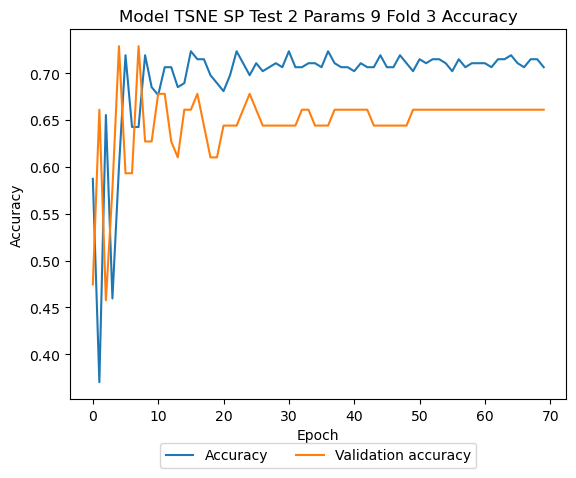 Model TSNE SP Test 2 Params 9 Fold 3 Accuracy
0.70
0.65
0.60
0.55
0.50
0.45
0.40
Accuracy
0 10 20 30 40 50 60 70
Epoch
Accuracy Validation accuracy